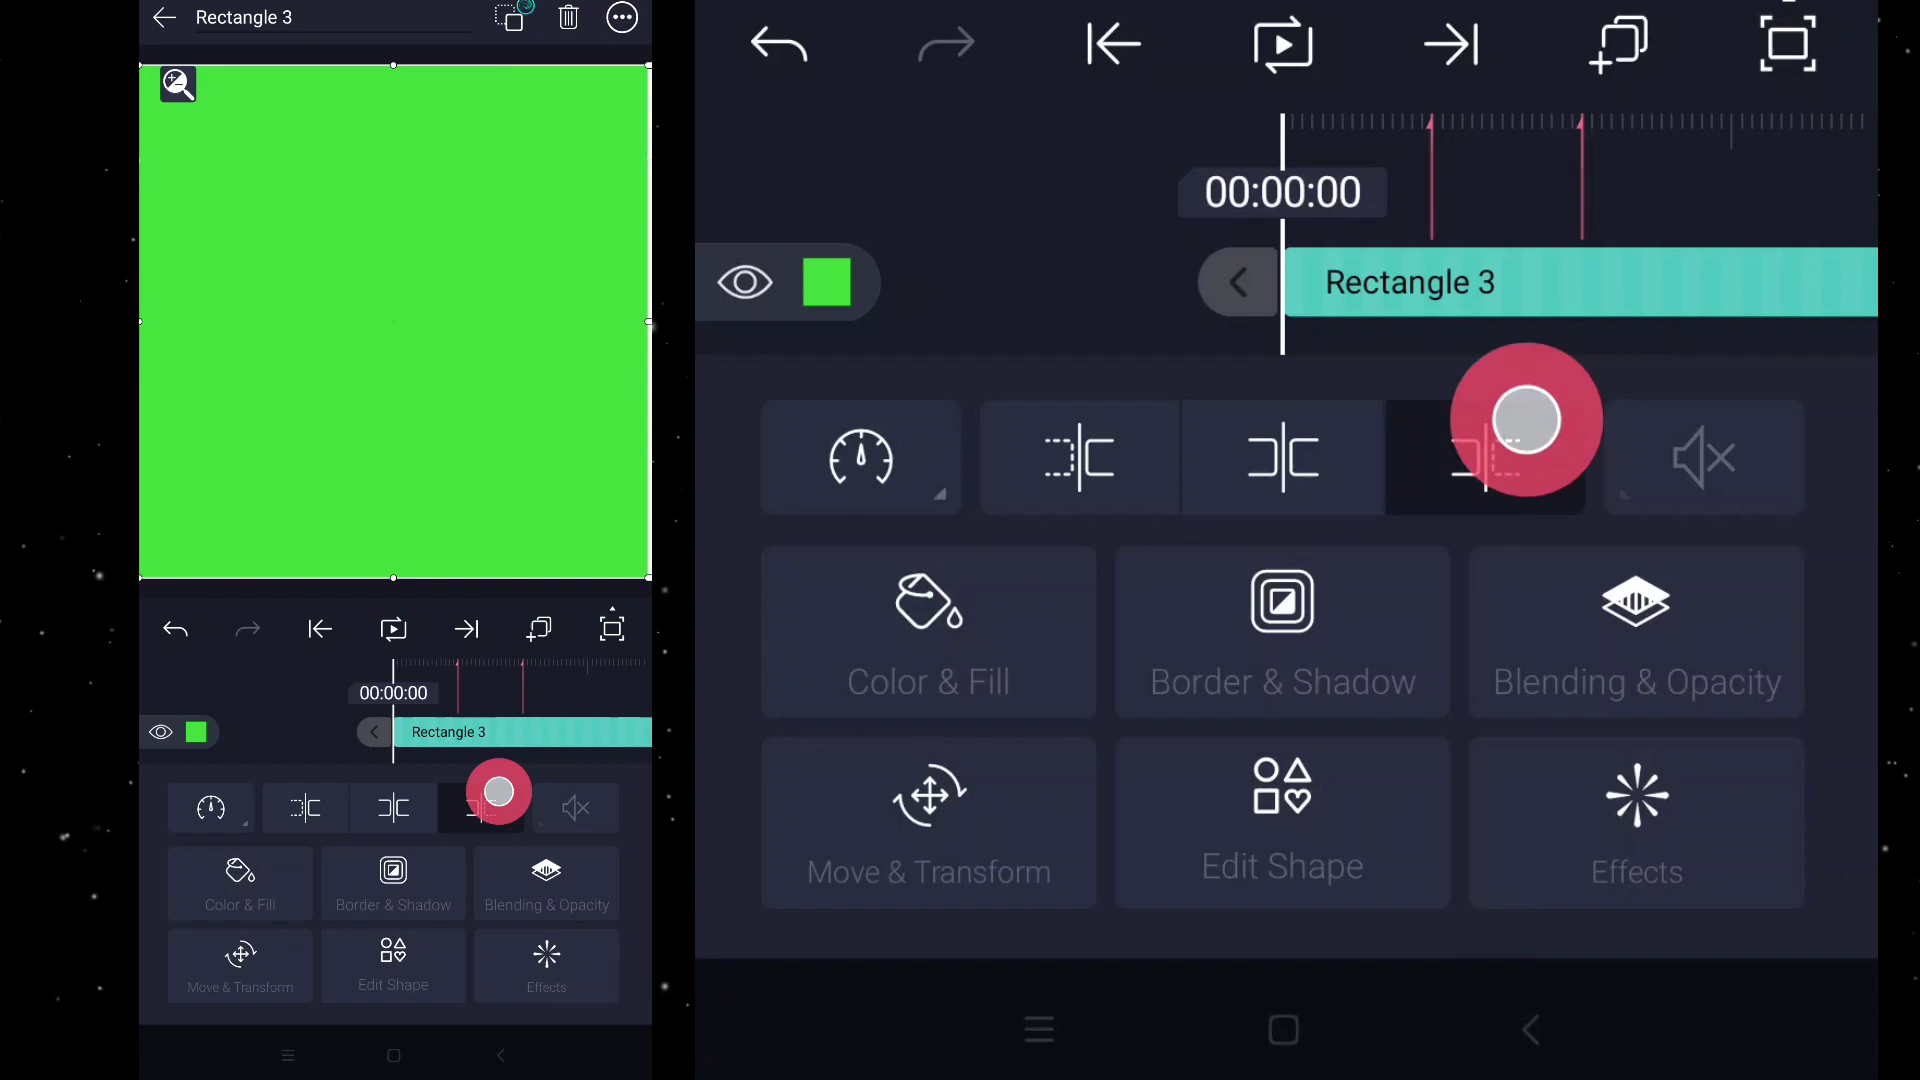 Rectangle 3
00:00:00
Rectangle 3
Color & Fill
Border & Shadow
Blending & Opacity
Move & Transform
Edit Shape
Effects
00:00:00
Rectangle 3
Color & Fill
Border & Shadow
Blending & Opacity
Move & Transform
Edit Shape
Effects